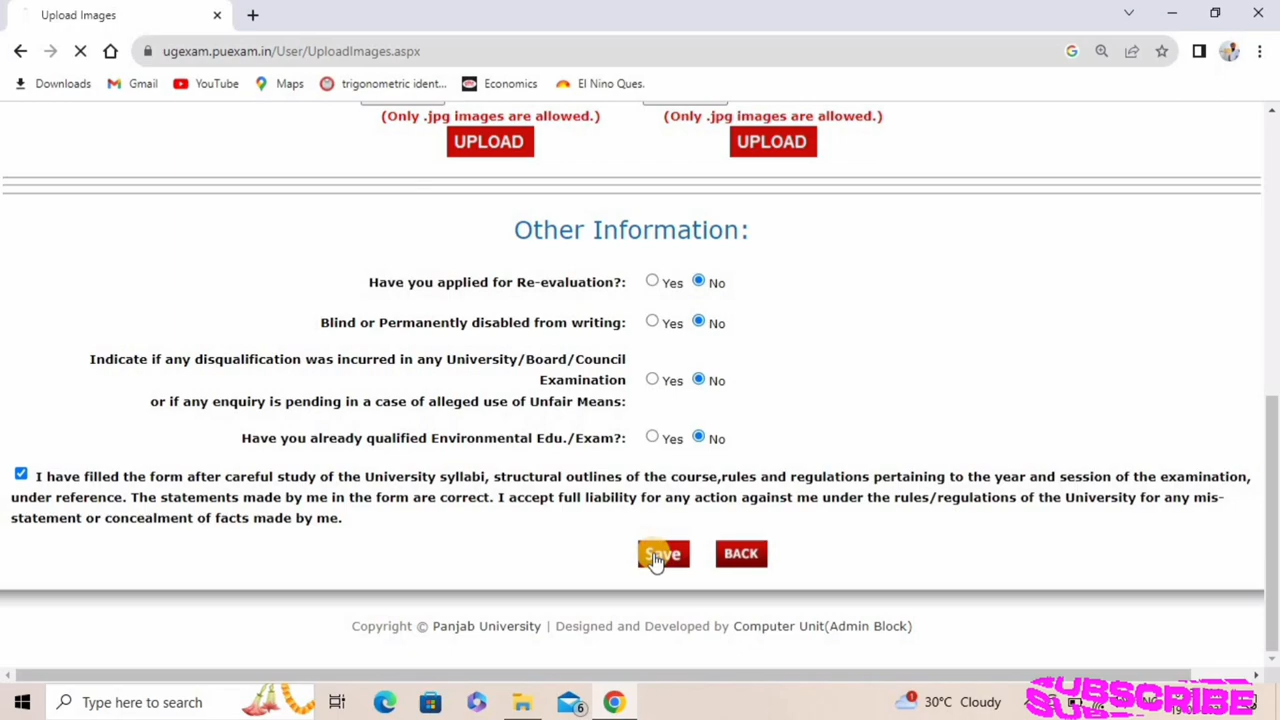 Upload Images
ugexam.puexam.in/User/UploadImages.aspx
Downloads
Gmail
YouTube
Maps
trigonometric ident...
Economics
El Nino Ques.
(Only .jpg images are allowed.)
(Only .jpg images are allowed.)
UPLOAD
UPLOAD
Other Information:
Have you applied for Re-evaluation?: Yes No
Blind or Permanently disabled from writing: Yes No
Indicate if any disqualification was incurred in any University/Board/Council
Examination Yes No
or if any enquiry is pending in a case of alleged use of Unfair Means:
Have you already qualified Environmental Edu./Exam?: Yes No
I have filled the form after careful study of the University syllabi, structural outlines of the course,rules and regulations pertaining to the year and session of the examination,
under reference. The statements made by me in the form are correct. I accept full liability for any action against me under the rules/regulations of the University for any mis-
statement or concealment of facts made by me.
Save
BACK
Copyright © Panjab University | Designed and Developed by Computer Unit(Admin Block)
Type here to search
6
1
30°C Cloudy
SUBSCRIBE